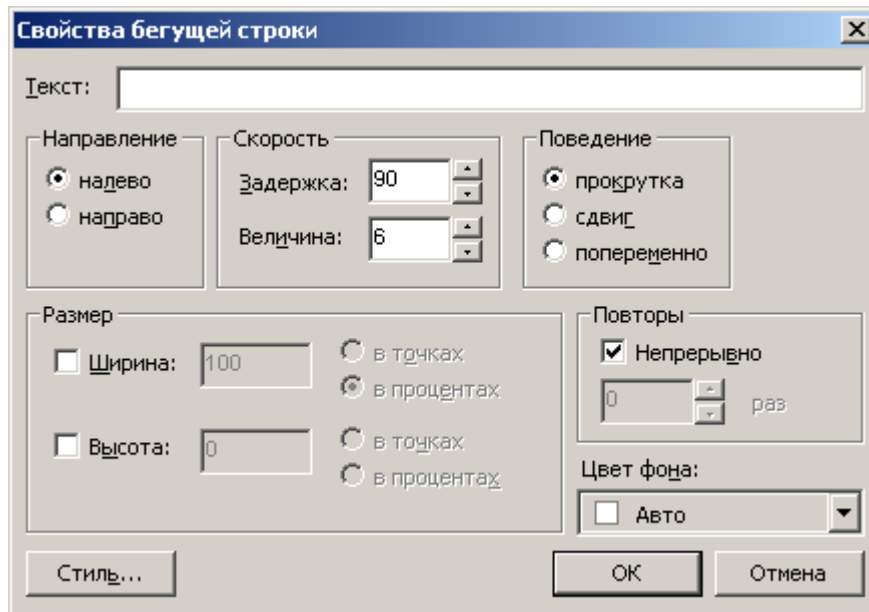 Свойства бегущей строки
Текст:
Направление
налево
направо
Скорость
Задержка: 90
Величина: 6
Поведение
прокрутка
сдвиг
попеременно
Размер
Ширина: 100
в точках
в процентах
Высота: 0
в точках
в процентах
Повторы
Непрерывно
0 раз
Цвет фона:
Авто
Стиль...
ОК
Отмена